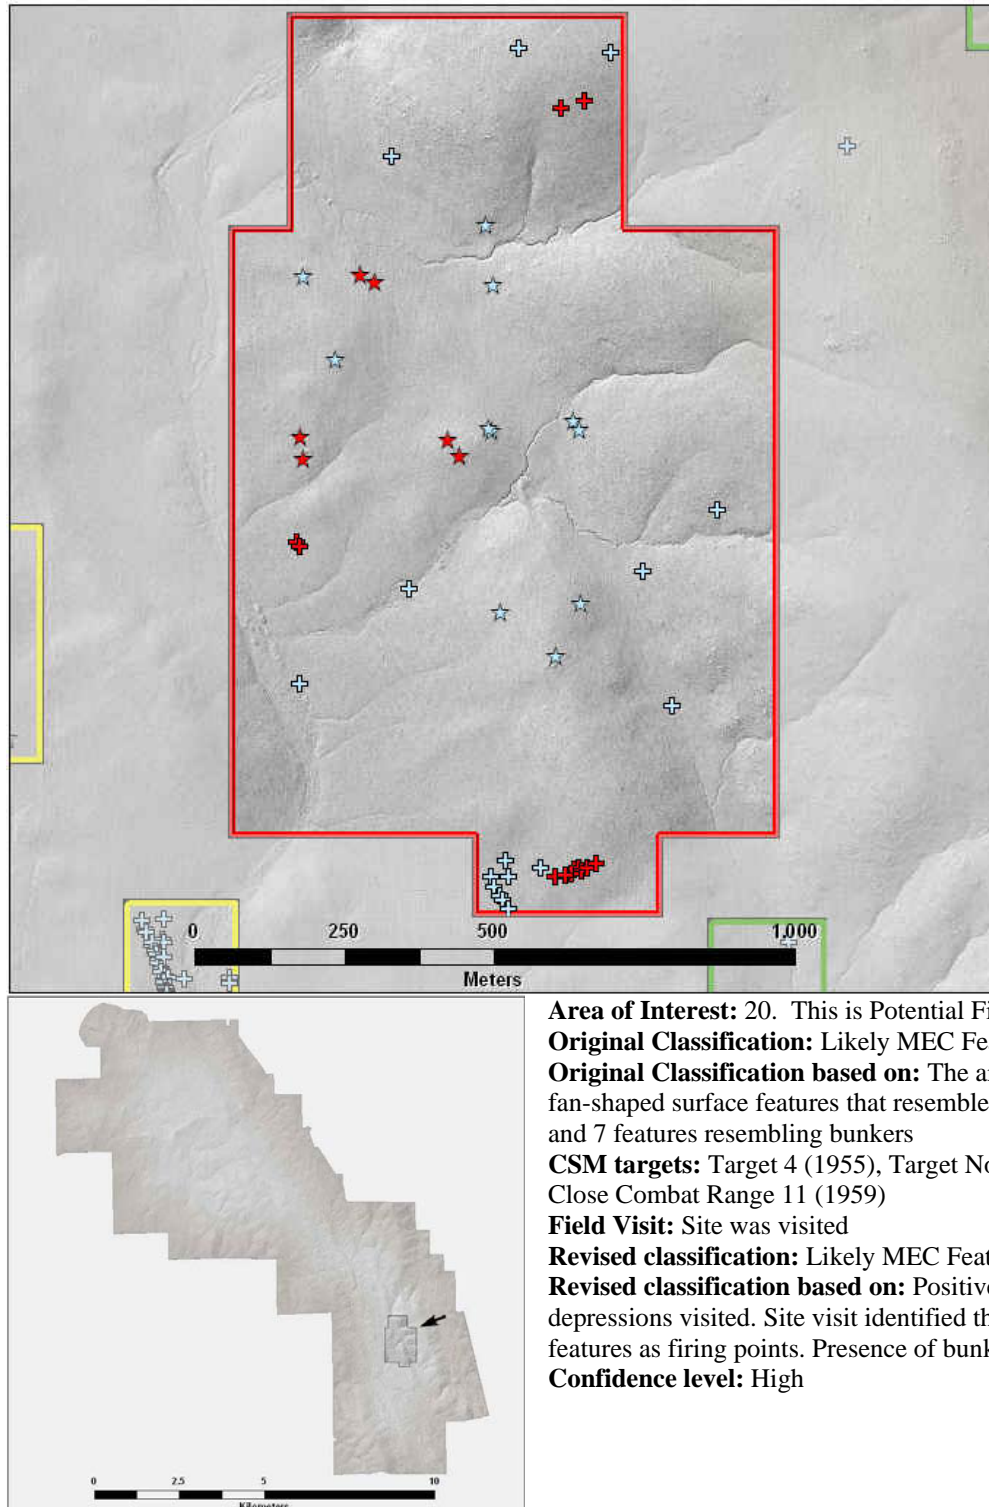 0 250 500 1,000
Meters
Area of Interest: 20. This is Potential Fi
Original Classification: Likely MEC Fea
Original Classification based on: The ar
fan-shaped surface features that resemble
and 7 features resembling bunkers
CSM targets: Target 4 (1955), Target No
Close Combat Range 11 (1959)
Field Visit: Site was visited
Revised classification: Likely MEC Feat
Revised classification based on: Positive
depressions visited. Site visit identified th
features as firing points. Presence of bunk
Confidence level: High
0 2.5 5 10
Kilometers